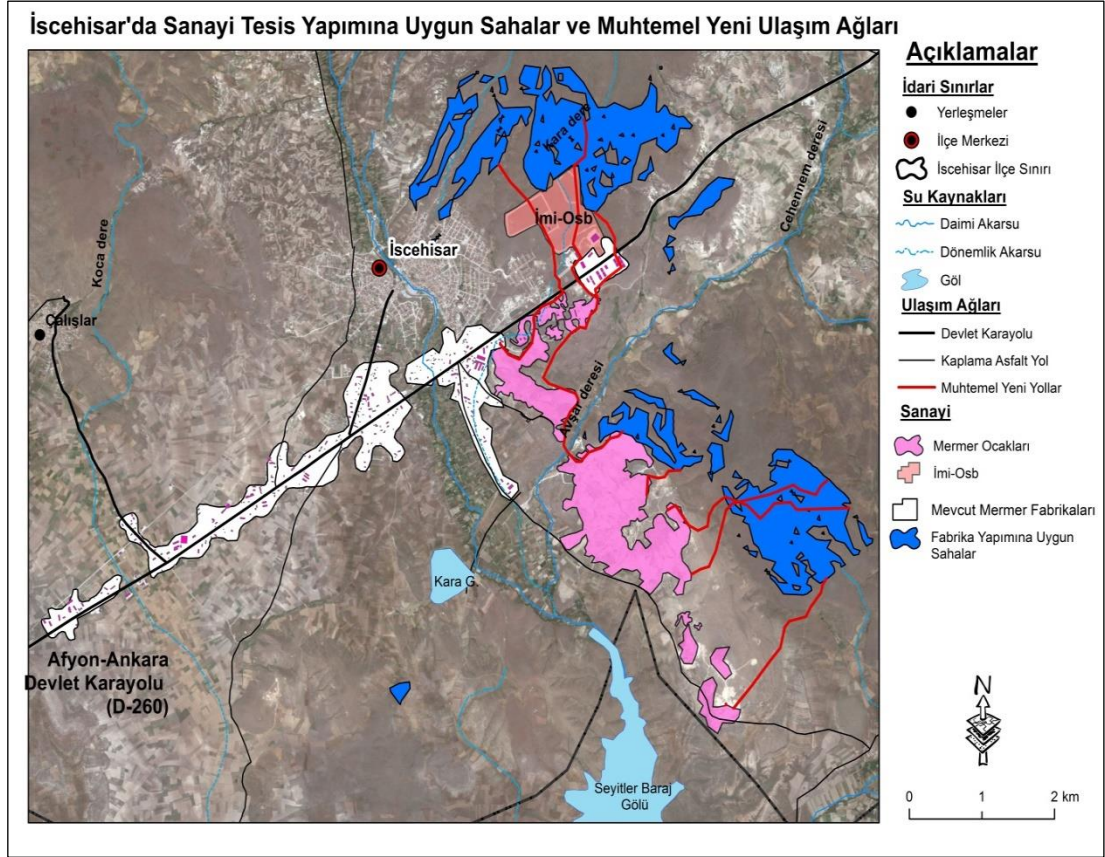 İscehisar'da Sanayi Tesis Yapımına Uygun Sahalar ve Muhtemel Yeni Ulaşım Ağları
Açıklamalar
İdari Sınırlar
Yerleşmeler
İlçe Merkezi
İscehisar İlçe Sınırı
Su Kaynakları
Daimi Akarsu
Dönemlik Akarsu
Göl
Ulaşım Ağları
Devlet Karayolu
Kaplama Asfalt Yol
Muhtemel Yeni Yollar
Sanayi
Mermer Ocakları
İmi-Osb
Mevcut Mermer Fabrikaları
Fabrika Yapımına Uygun
Sahalar
N
0 1 2 km
Kara dere
Cehennem deresi
Koca dere
İmi-Osb
İscehisar
Çalışlar
Avşar deresi
Kara G.
Afyon-Ankara
Devlet Karayolu
(D-260)
Seyitler Baraj
Gölü